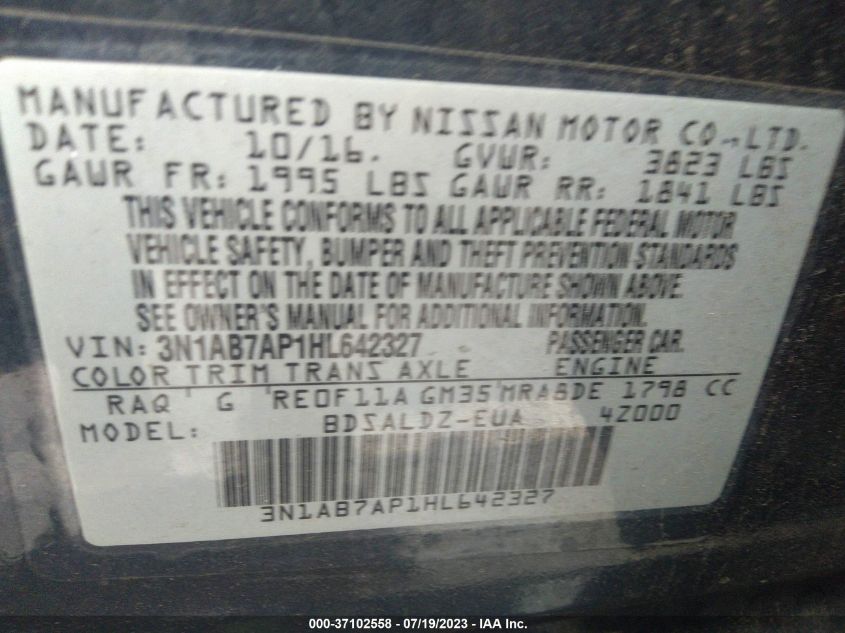 MANUFACTURED BY NISSAN MOTOR CO.,LTD.
DATE: 10/16. GVWR: 3823 LBS
GAWR FR: 1995 LBS GAWR RR: 1841 LBS
THIS VEHICLE CONFORMS TO ALL APPLICABLE FEDERAL MOTOR
VEHICLE SAFETY, BUMPER AND THEFT PREVENTION STANDARDS
IN EFFECT ON THE DATE OF MANUFACTURE SHOWN ABOVE.
SEE OWNER'S MANUAL FOR ADDITIONAL INFORMATION.
VIN: 3N1AB7AP1HL642327 PASSENGER CAR.
COLOR TRIM TRANS AXLE ENGINE
RAQ G RE0F11A GM35 MRA8DE 1798 CC
MODEL: BDSALDZ-EUA 4Z000
3N1AB7AP1HL642327
000-37102558 - 07/19/2023 - IAA Inc.